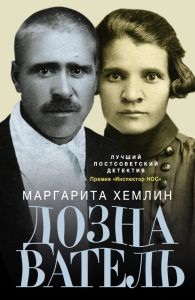 ЛУЧШИЙ
ПОСТСОВЕТСКИЙ
ДЕТЕКТИВ
Премия «Инспектор НОС»
МАРГАРИТА ХЕМЛИН
ДОЗНА
ВАТЕЛЬ